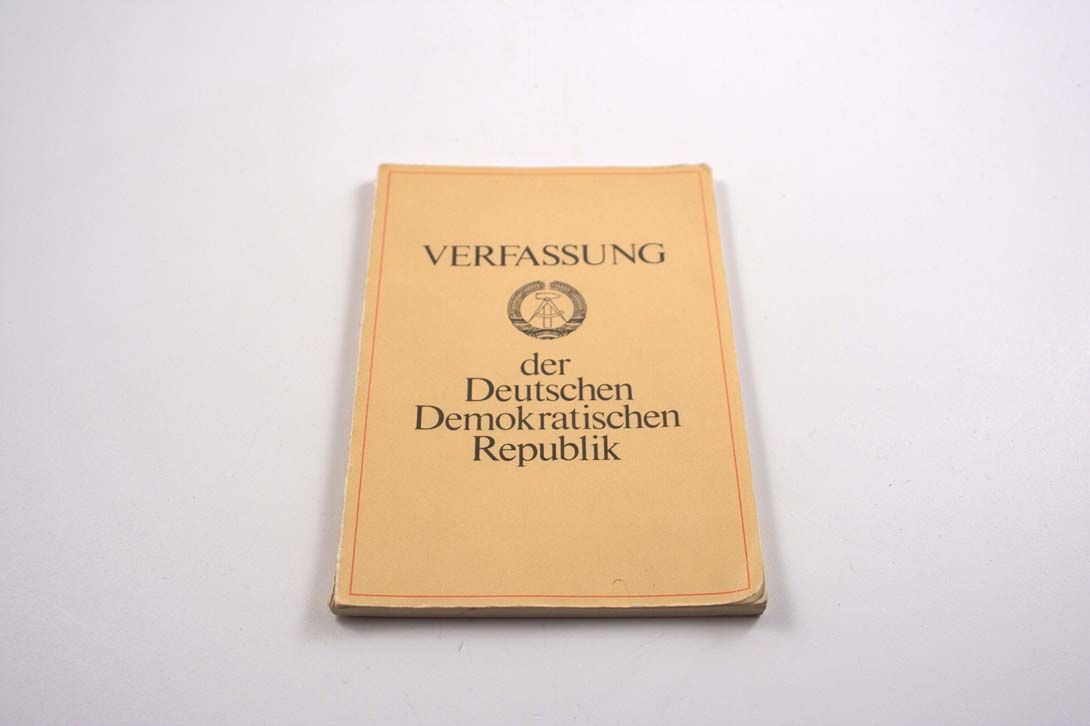 VERFASSUNG
der
Deutschen
Demokratischen
Republik